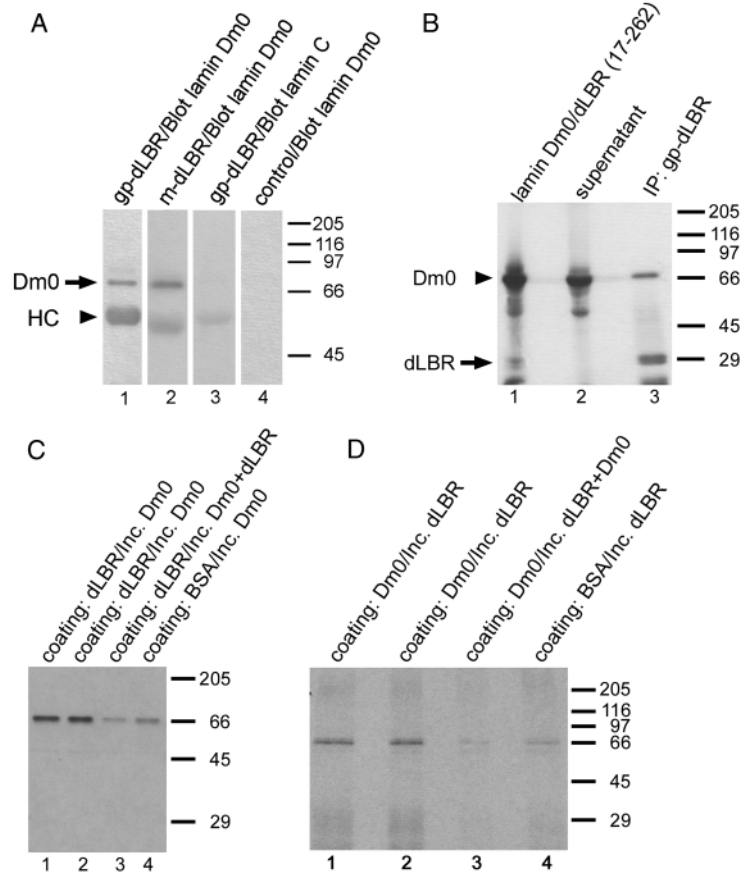 A
gp-dLBR/Blot lamin Dm0
m-dLBR/Blot lamin Dm0
gp-dLBR/Blot lamin C
control/Blot lamin Dm0
205
116
97
Dm0
66
HC
45
1 2 3 4
B
lamin Dm0/dLBR (17-262)
supernatant
IP: gp-dLBR
205
116
97
Dm0
66
45
dLBR
29
1 2 3
C
coating: dLBR/Inc. Dm0
coating: dLBR/Inc. Dm0
coating: dLBR/Inc. Dm0+dLBR
coating: BSA/Inc. Dm0
205
66
45
29
1 2 3 4
D
coating: Dm0/Inc. dLBR
coating: Dm0/Inc. dLBR
coating: Dm0/Inc. dLBR+Dm0
coating: BSA/Inc. dLBR
205
116
97
66
45
29
1 2 3 4